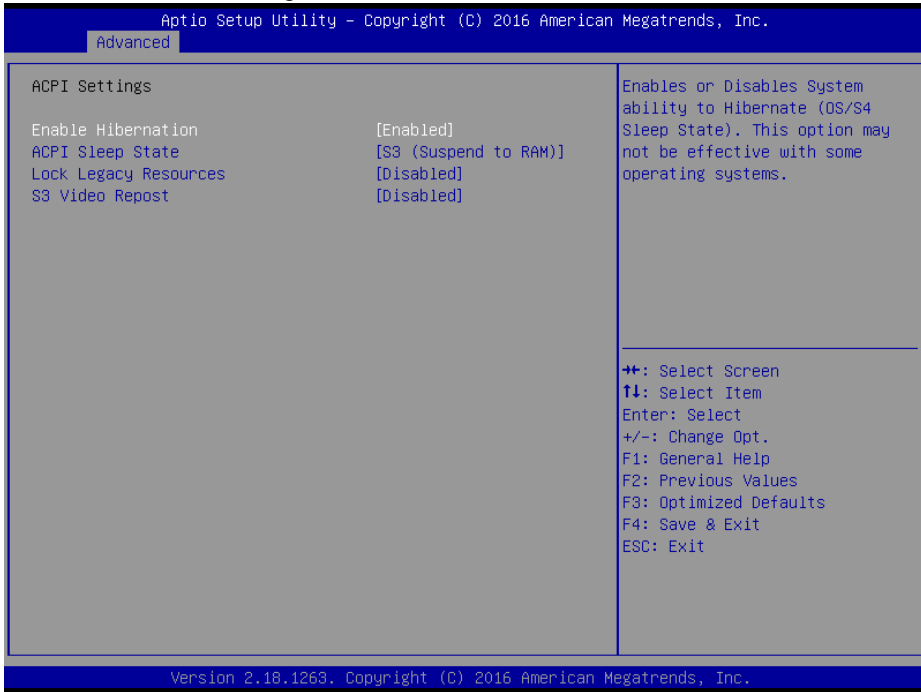 Aptio Setup Utility – Copyright (C) 2016 American Megatrends, Inc.
Advanced
ACPI Settings
Enable Hibernation [Enabled]
ACPI Sleep State [S3 (Suspend to RAM)]
Lock Legacy Resources [Disabled]
S3 Video Repost [Disabled]
Enables or Disables System
ability to Hibernate (OS/S4
Sleep State). This option may
not be effective with some
operating systems.
→←: Select Screen
↑↓: Select Item
Enter: Select
+/-: Change Opt.
F1: General Help
F2: Previous Values
F3: Optimized Defaults
F4: Save & Exit
ESC: Exit
Version 2.18.1263. Copyright (C) 2016 American Megatrends, Inc.